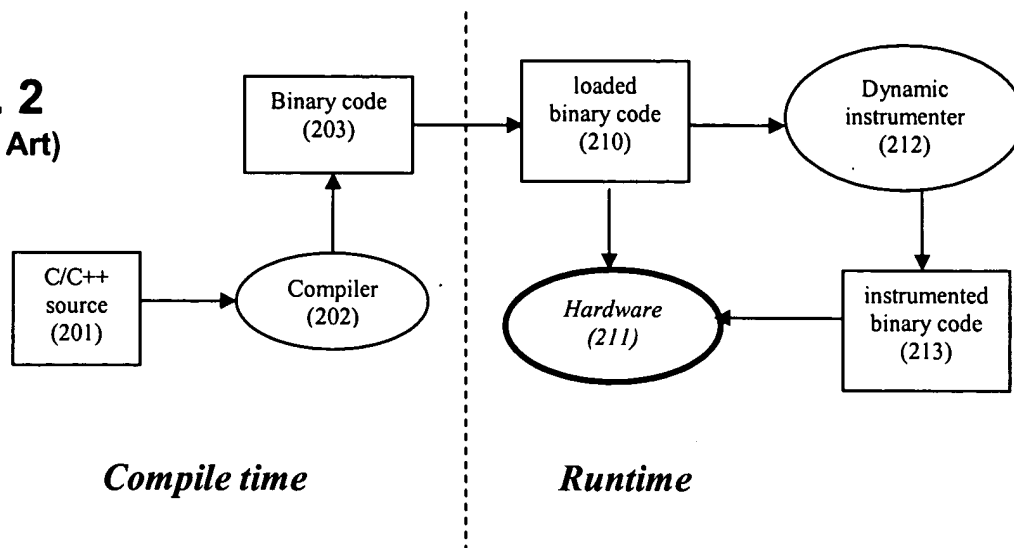 . 2
Art)
Binary code
(203)
loaded
binary code
(210)
Dynamic
instrumenter
(212)
C/C++
source
(201)
Compiler
(202)
Hardware
(211)
instrumented
binary code
(213)
Compile time
Runtime